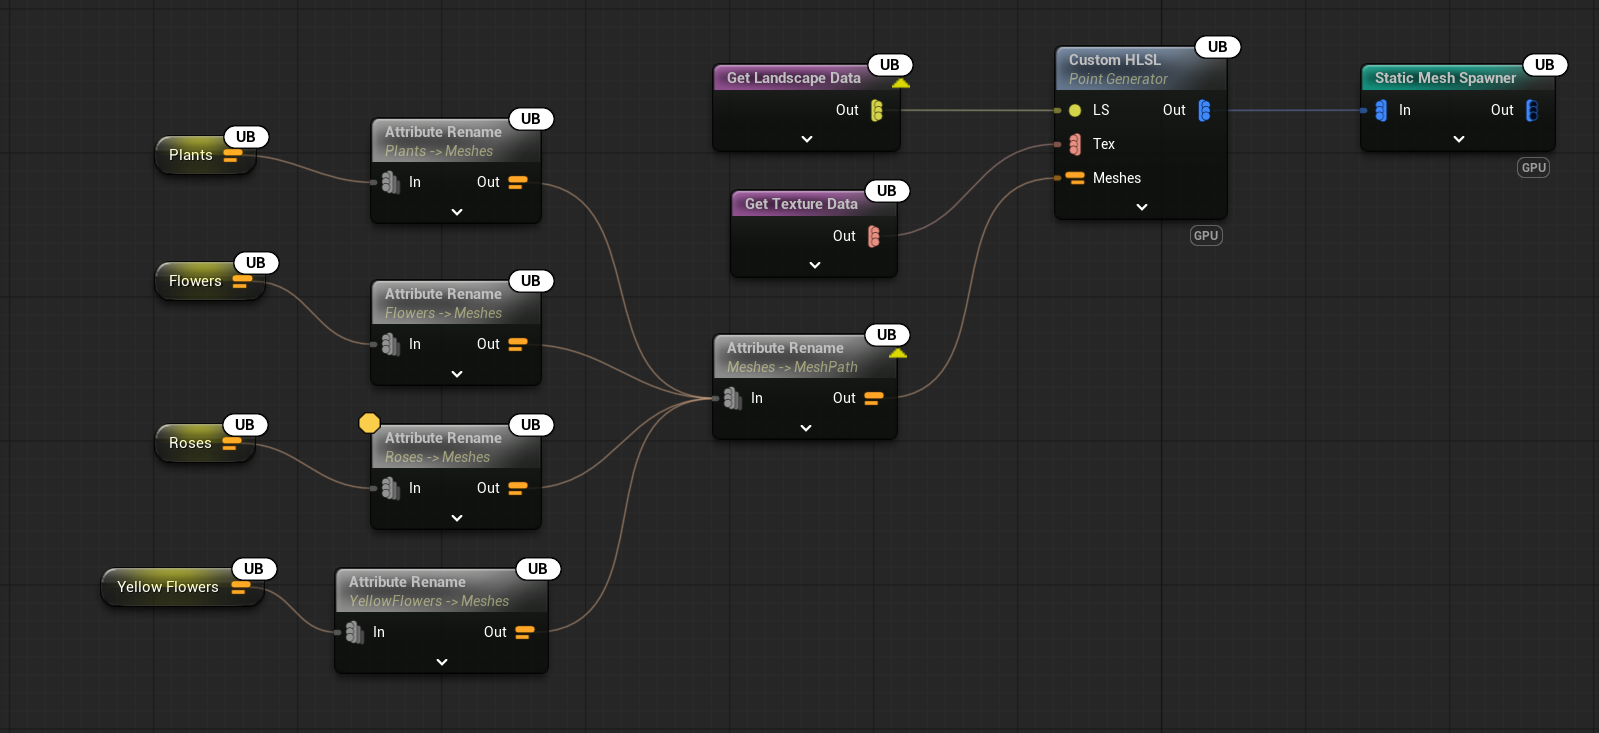 UB
Plants
UB
Attribute Rename
Plants -> Meshes
In Out
UB
Flowers
UB
Attribute Rename
Flowers -> Meshes
In Out
UB
Roses
UB
Attribute Rename
Roses -> Meshes
In Out
UB
Yellow Flowers
UB
Attribute Rename
YellowFlowers -> Meshes
In Out
UB
Get Landscape Data
Out
UB
Get Texture Data
Out
UB
Attribute Rename
Meshes -> MeshPath
In Out
UB
Custom HLSL
Point Generator
LS Out
Tex
Meshes
GPU
UB
Static Mesh Spawner
In Out
GPU